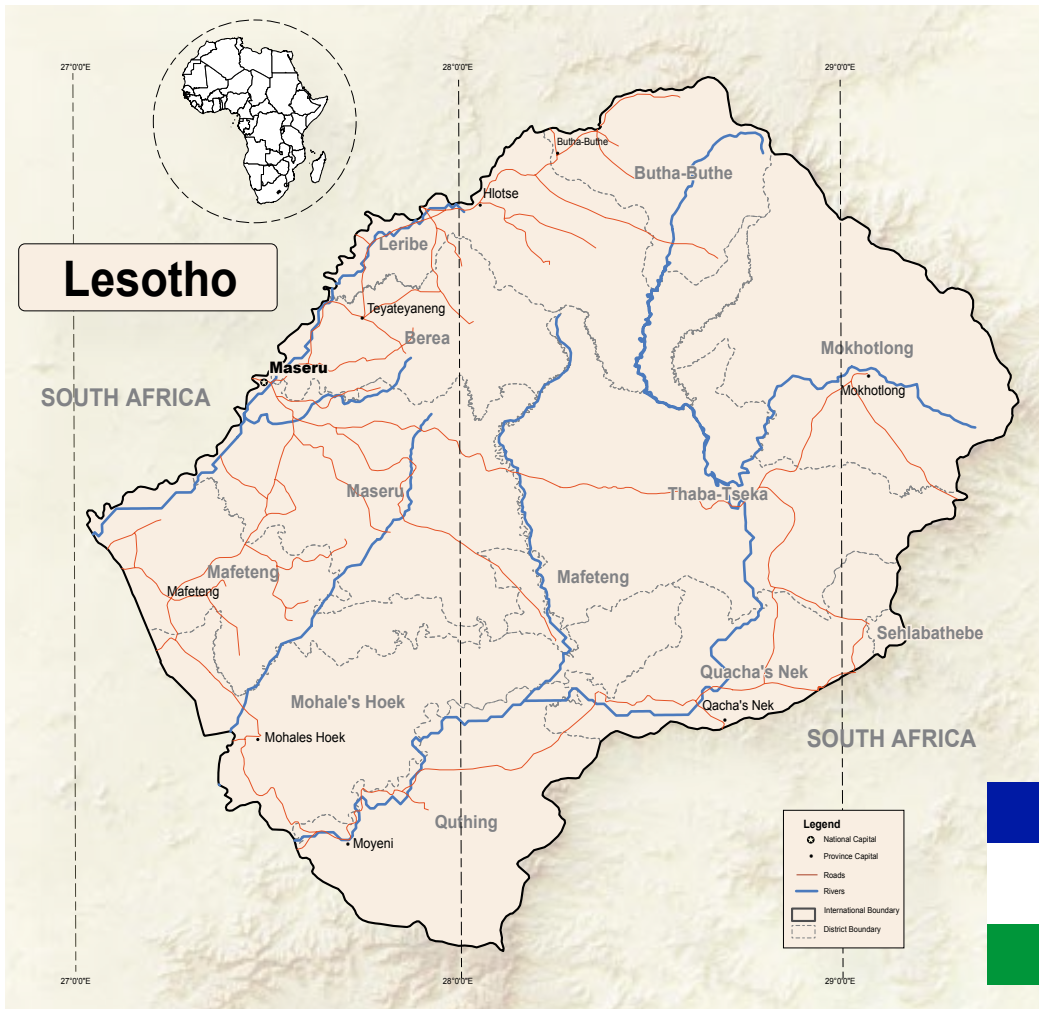 27°0'0"E
28°0'0"E
29°0'0"E
Butha-Buthe
Butha-Buthe
Hlotse
Leribe
Lesotho
Teyateyaneng
Berea
Mokhotlong
Maseru
Mokhotlong
SOUTH AFRICA
Maseru
Thaba-Tseka
Mafeteng
Mafeteng
Mafeteng
Sehlabathebe
Quacha's Nek
Mohale's Hoek
Qacha's Nek
Mohales Hoek
SOUTH AFRICA
Quthing
Moyeni
Legend
National Capital
Province Capital
Roads
Rivers
International Boundary
District Boundary
27°0'0"E
28°0'0"E
29°0'0"E